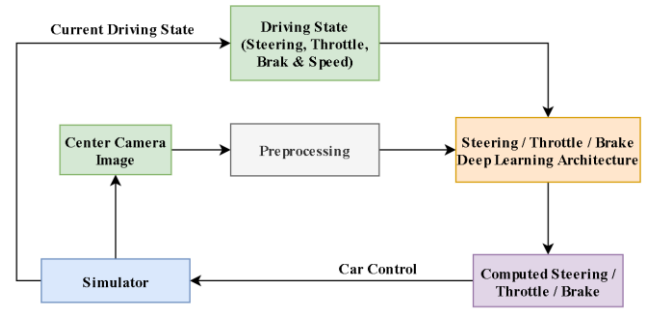 Current Driving State
Driving State
(Steering, Throttle,
Brak & Speed)
Center Camera
Image
Preprocessing
Steering / Throttle / Brake
Deep Learning Architecture
Simulator
Car Control
Computed Steering /
Throttle / Brake